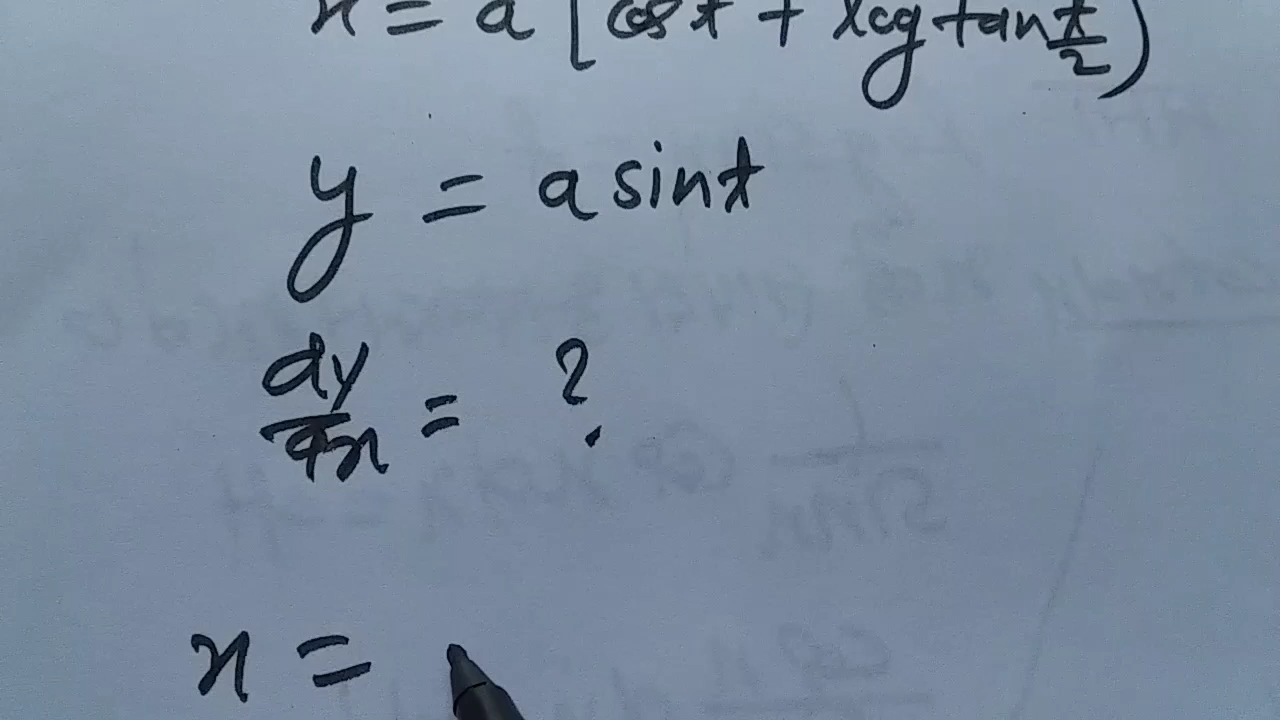 x = a [cos t + log tan t/2)
y = a sin t
dy/dx = ?
x =